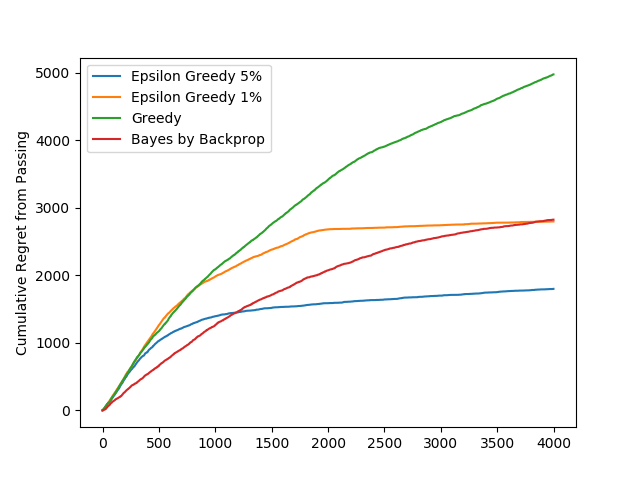 Epsilon Greedy 5%
Epsilon Greedy 1%
Greedy
Bayes by Backprop
Cumulative Regret from Passing
5000
4000
3000
2000
1000
0
0 500 1000 1500 2000 2500 3000 3500 4000